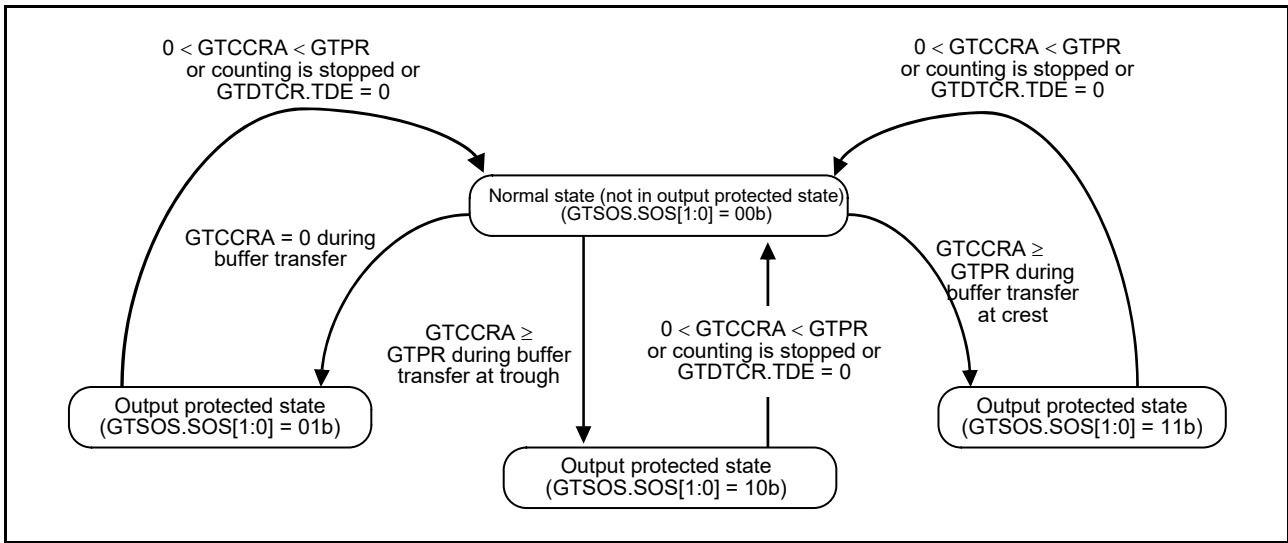 0 < GTCCRA < GTPR
or counting is stopped or
GTDTCR.TDE = 0
0 < GTCCRA < GTPR
or counting is stopped or
GTDTCR.TDE = 0
Normal state (not in output protected state)
(GTSOS.SOS[1:0] = 00b)
GTCCRA = 0 during
buffer transfer
GTCCRA ≥
GTPR during buffer
transfer at trough
0 < GTCCRA < GTPR
or counting is stopped or
GTDTCR.TDE = 0
GTCCRA ≥
GTPR during
buffer transfer
at crest
Output protected state
(GTSOS.SOS[1:0] = 01b)
Output protected state
(GTSOS.SOS[1:0] = 10b)
Output protected state
(GTSOS.SOS[1:0] = 11b)